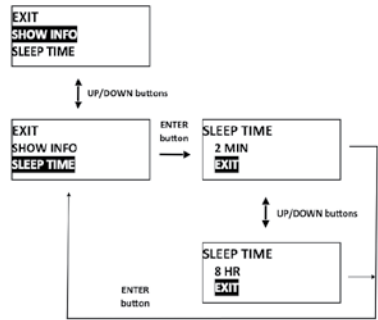 EXIT
SHOW INFO
SLEEP TIME
UP/DOWN buttons
EXIT
SHOW INFO
SLEEP TIME
ENTER
button
SLEEP TIME
2 MIN
EXIT
UP/DOWN buttons
SLEEP TIME
8 HR
EXIT
ENTER
button